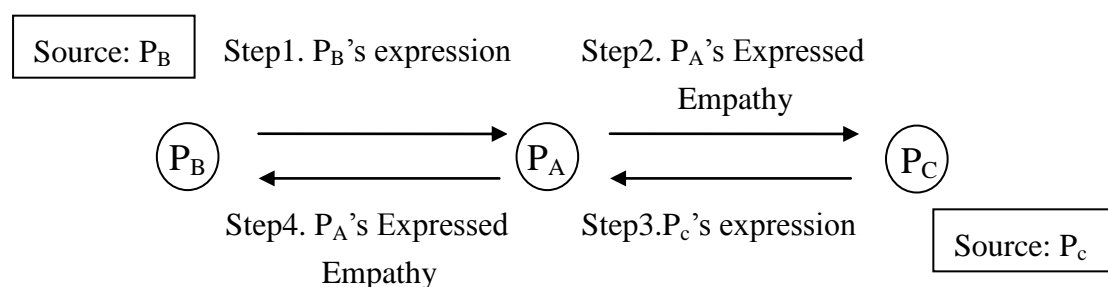 Source: P_B
Step1. P_B’s expression
Step2. P_A’s Expressed
Empathy
P_B
P_A
P_C
Step4. P_A’s Expressed
Empathy
Step3.P_c’s expression
Source: P_c